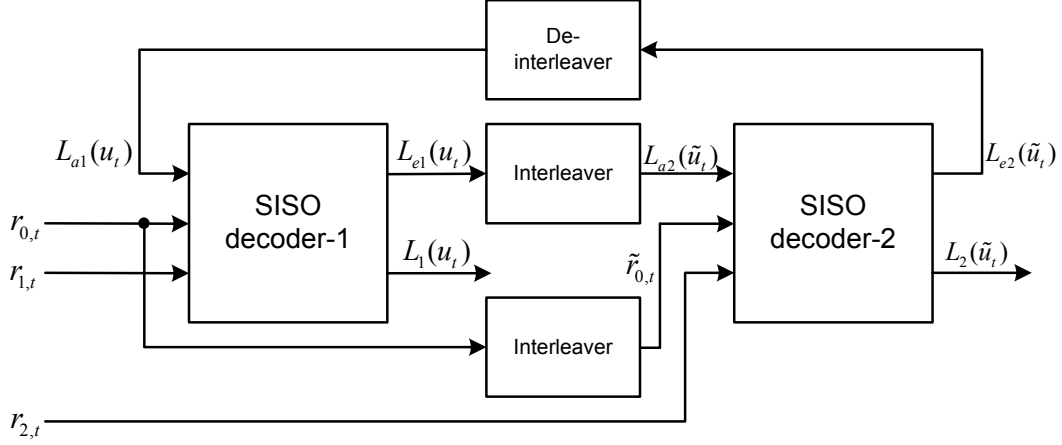 De-
interleaver
L_{a1}(u_t)
L_{e1}(u_t)
Interleaver
L_{a2}(ũ_t)
L_{e2}(ũ_t)
SISO
decoder-1
SISO
decoder-2
r_{0,t}
r_{1,t}
L_1(u_t)
r̃_{0,t}
L_2(ũ_t)
Interleaver
r_{2,t}